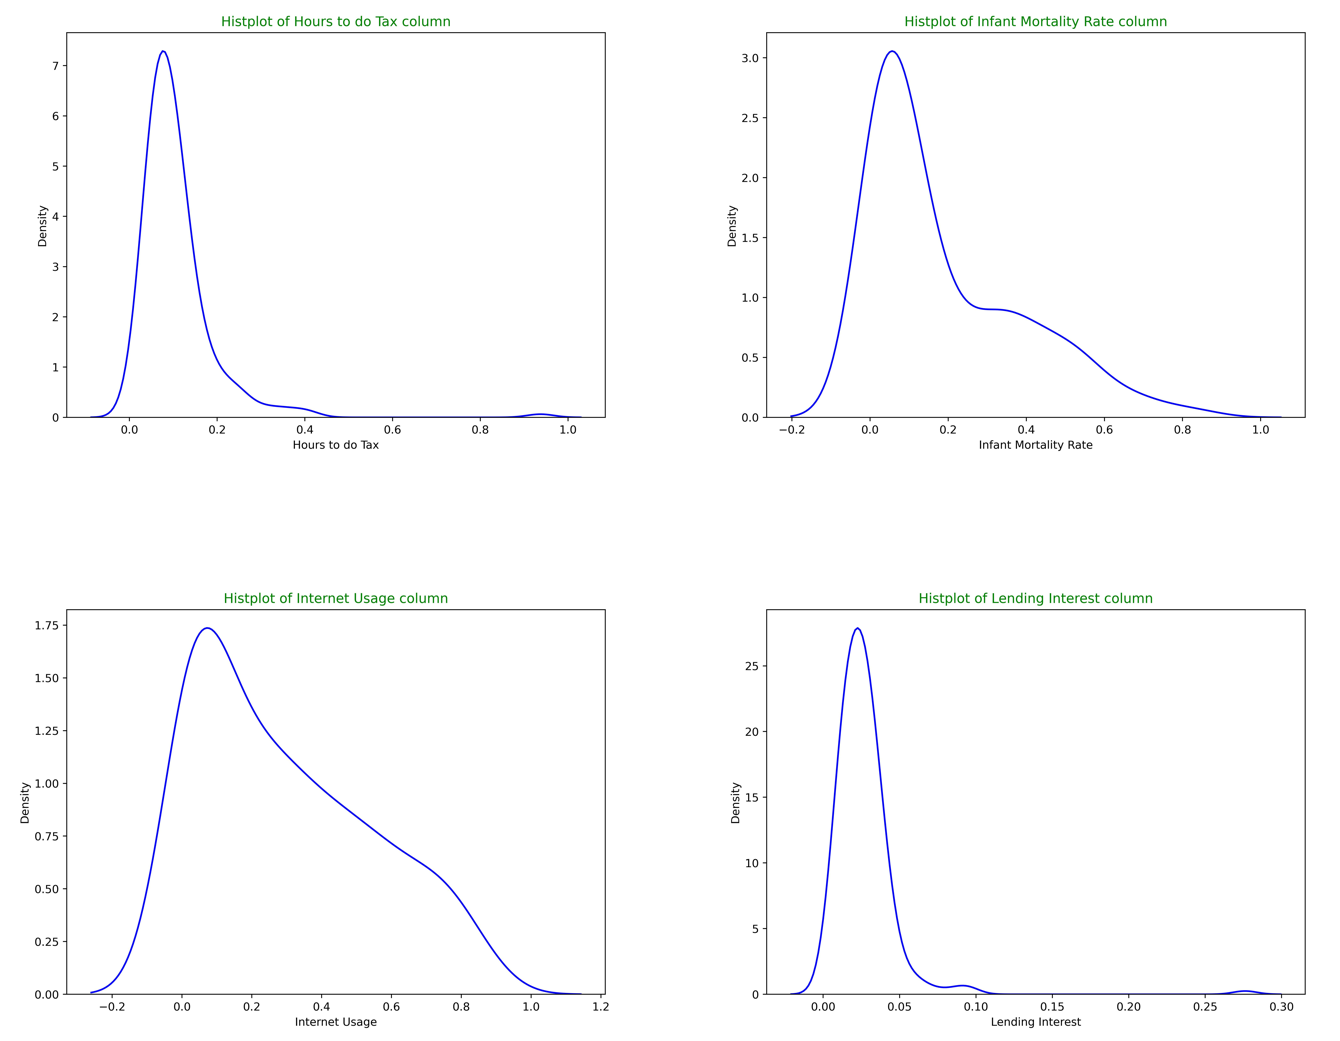 Histplot of Hours to do Tax column
7
6
5
4
3
2
1
0
Density
0.0 0.2 0.4 0.6 0.8 1.0
Hours to do Tax
Histplot of Infant Mortality Rate column
3.0
2.5
2.0
1.5
1.0
0.5
0.0
Density
−0.2 0.0 0.2 0.4 0.6 0.8 1.0
Infant Mortality Rate
Histplot of Internet Usage column
1.75
1.50
1.25
1.00
0.75
0.50
0.25
0.00
Density
−0.2 0.0 0.2 0.4 0.6 0.8 1.0 1.2
Internet Usage
Histplot of Lending Interest column
25
20
15
10
5
0
Density
0.00 0.05 0.10 0.15 0.20 0.25 0.30
Lending Interest